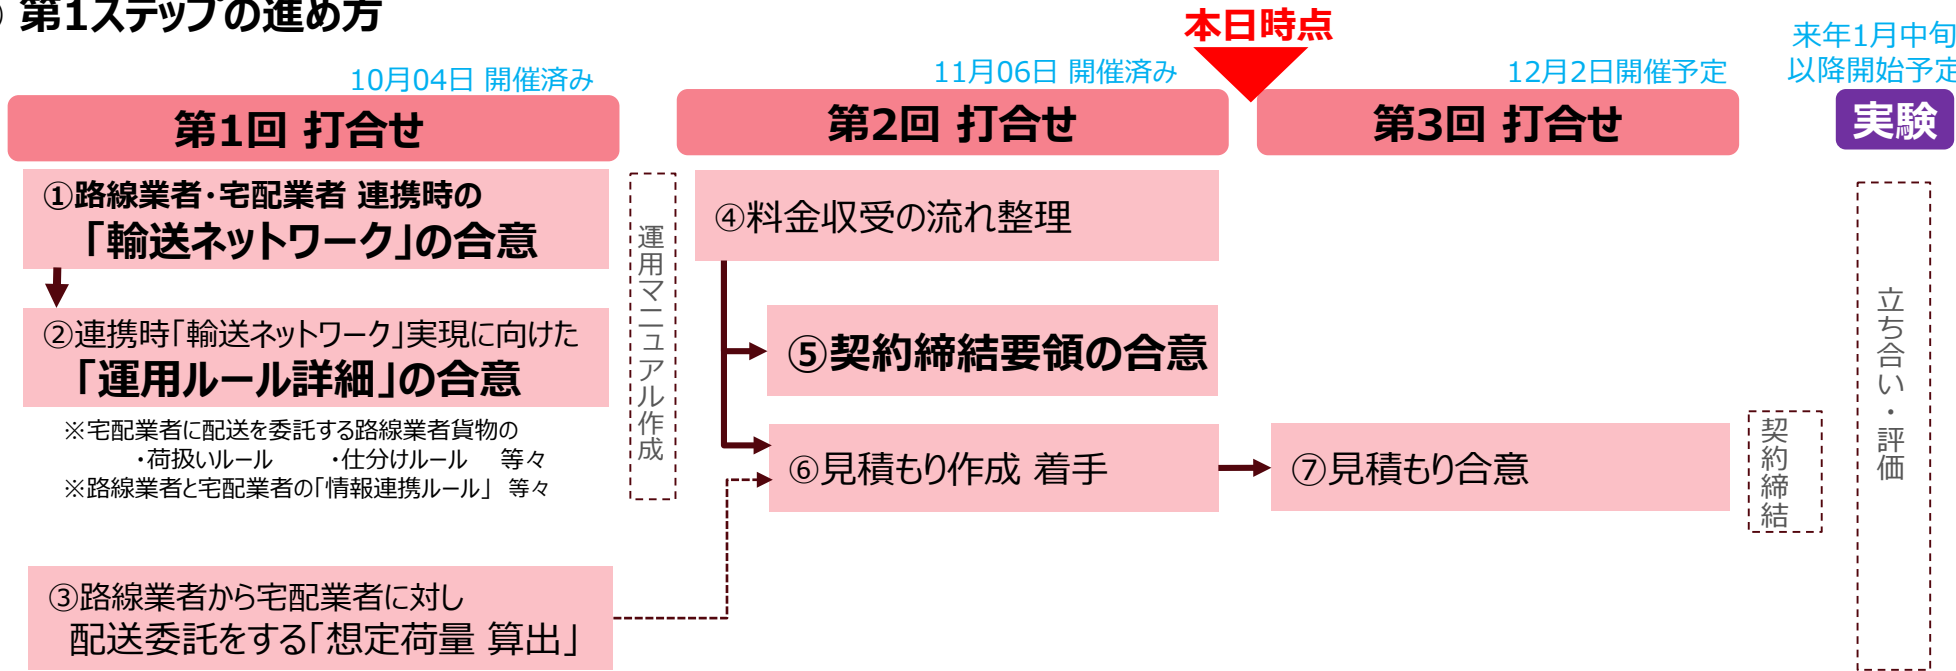 第1ステップの進め方
本日時点
10月04日 開催済み
11月06日 開催済み
12月2日開催予定
来年1月中旬
以降開始予定
第1回 打合せ
第2回 打合せ
第3回 打合せ
実験
①路線業者・宅配業者 連携時の
「輸送ネットワーク」の合意
②連携時「輸送ネットワーク」実現に向けた
「運用ルール詳細」の合意
※宅配業者に配送を委託する路線業者貨物の
・荷扱いルール ・仕分けルール 等々
※路線業者と宅配業者の「情報連携ルール」 等々
③路線業者から宅配業者に対し
配送委託をする「想定荷量 算出」
運用マニュアル作成
④料金収受の流れ整理
⑤契約締結要領の合意
⑥見積もり作成 着手
⑦見積もり合意
契約締結
立ち合い・評価